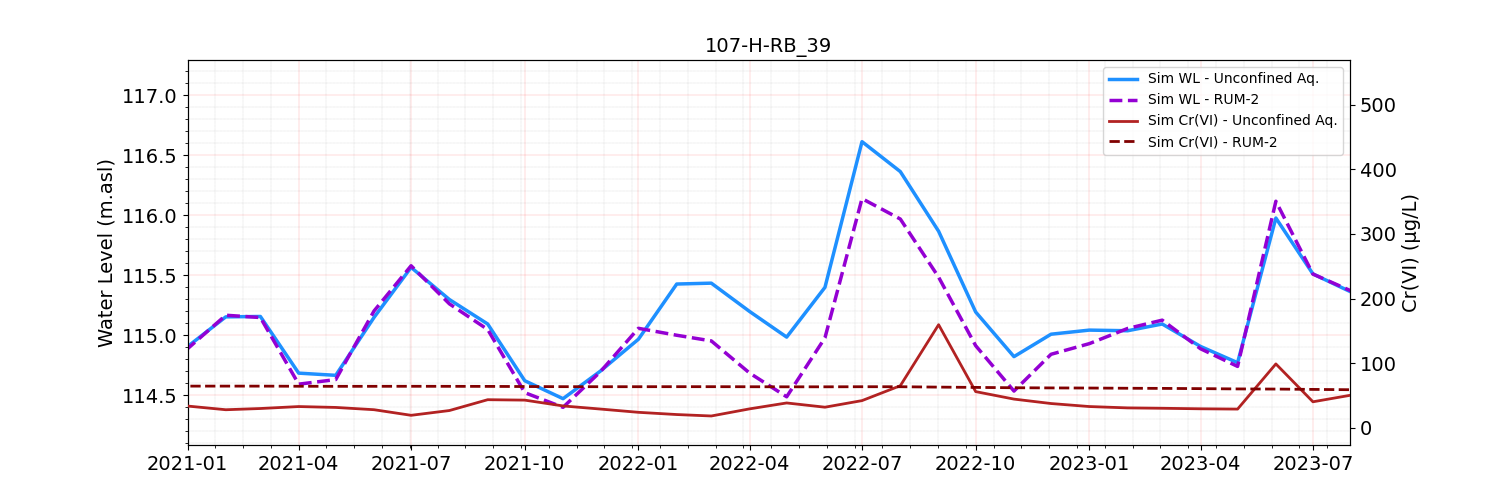 107-H-RB_39
Water Level (m.asl)
117.0
116.5
116.0
115.5
115.0
114.5
Sim WL - Unconfined Aq.
Sim WL - RUM-2
Sim Cr(VI) - Unconfined Aq.
Sim Cr(VI) - RUM-2
500
400
300
200
100
0
Cr(VI) (μg/L)
2021-01 2021-04 2021-07 2021-10 2022-01 2022-04 2022-07 2022-10 2023-01 2023-04 2023-07